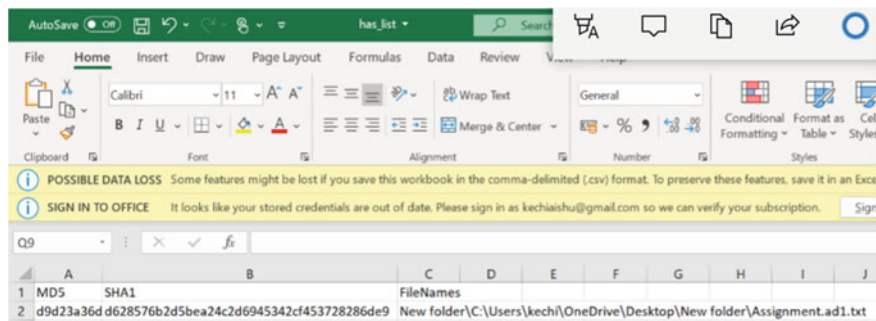 AutoSave Off has_list Search
File Home Insert Draw Page Layout Formulas Data Review
Calibri 11 A^ A˅ Wrap Text General
Paste B I U A Merge & Center % Conditional Formatting Format as Table
Clipboard Font Alignment Number Styles
POSSIBLE DATA LOSS Some features might be lost if you save this workbook in the comma-delimited (.csv) format. To preserve these features, save it in an Exce
SIGN IN TO OFFICE It looks like your stored credentials are out of date. Please sign in as kechiaishu@gmail.com so we can verify your subscription. Sign
Q9 fx
A B C D E F G H I J
1 MD5 SHA1 FileNames
2 d9d23a36d d628576b2d5bea24c2d6945342cf453728286de9 New folder\C:\Users\kechi\OneDrive\Desktop\New folder\Assignment.ad1.txt